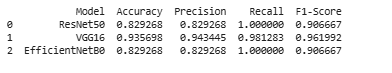 Model Accuracy Precision Recall F1-Score
0 ResNet50 0.829268 0.829268 1.000000 0.906667
1 VGG16 0.935698 0.943445 0.981283 0.961992
2 EfficientNetB0 0.829268 0.829268 1.000000 0.906667